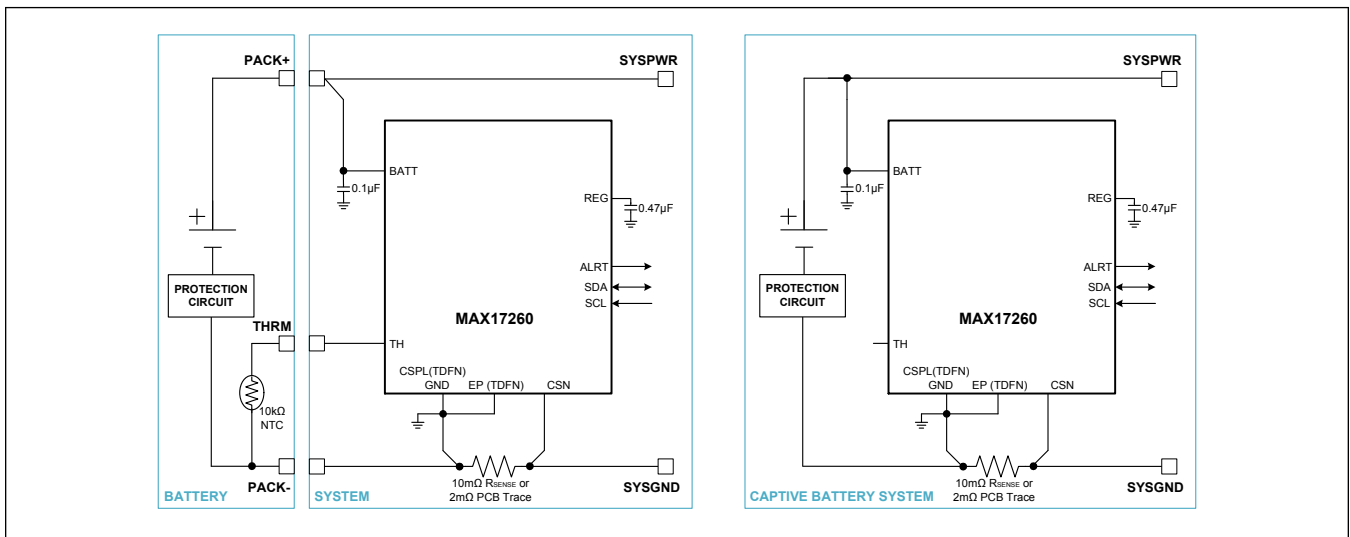 PACK+
SYSPWR
BATT
0.1µF
REG
0.47µF
+
PROTECTION
CIRCUIT
ALRT
SDA
SCL
MAX17260
THRM
TH
CSPL(TDFN)
GND
EP (TDFN)
CSN
10kΩ
NTC
PACK-
10mΩ RSENSE or
2mΩ PCB Trace
SYSGND
BATTERY
SYSTEM
SYSPWR
BATT
0.1µF
REG
0.47µF
+
PROTECTION
CIRCUIT
ALRT
SDA
SCL
MAX17260
TH
CSPL(TDFN)
GND
EP (TDFN)
CSN
10mΩ RSENSE or
2mΩ PCB Trace
SYSGND
CAPTIVE BATTERY SYSTEM